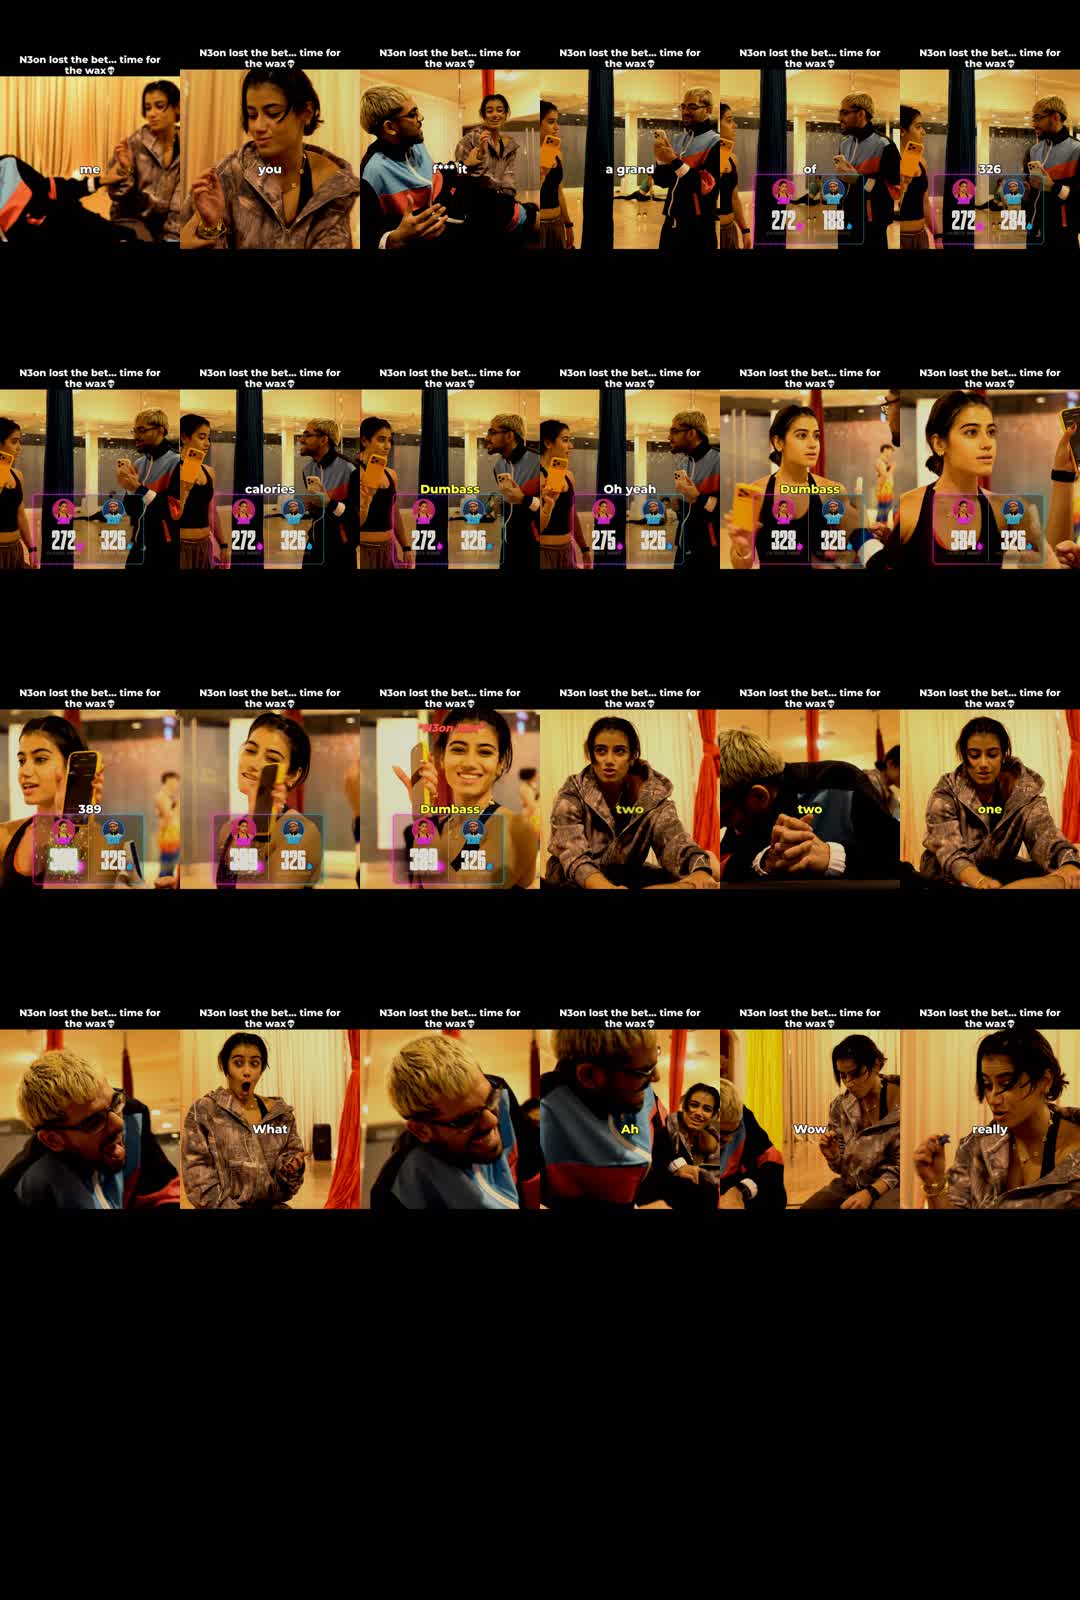 N3on lost the bet... time for
the wax💀
me
N3on lost the bet... time for
the wax💀
you
N3on lost the bet... time for
the wax💀
f*** it
N3on lost the bet... time for
the wax💀
a grand
N3on lost the bet... time for
the wax💀
of
272 188
N3on lost the bet... time for
the wax💀
326
272 284
N3on lost the bet... time for
the wax💀
272 326
N3on lost the bet... time for
the wax💀
calories
272 326
N3on lost the bet... time for
the wax💀
Dumbass
272 326
N3on lost the bet... time for
the wax💀
Oh yeah
275 326
N3on lost the bet... time for
the wax💀
Dumbass
328 326
N3on lost the bet... time for
the wax💀
384 326
N3on lost the bet... time for
the wax💀
389
326
N3on lost the bet... time for
the wax💀
389 326
N3on lost the bet... time for
the wax💀
Dumbass
389 326
N3on lost the bet... time for
the wax💀
two
N3on lost the bet... time for
the wax💀
two
N3on lost the bet... time for
the wax💀
one
N3on lost the bet... time for
the wax💀
N3on lost the bet... time for
the wax💀
What
N3on lost the bet... time for
the wax💀
N3on lost the bet... time for
the wax💀
Ah
N3on lost the bet... time for
the wax💀
Wow
N3on lost the bet... time for
the wax💀
really